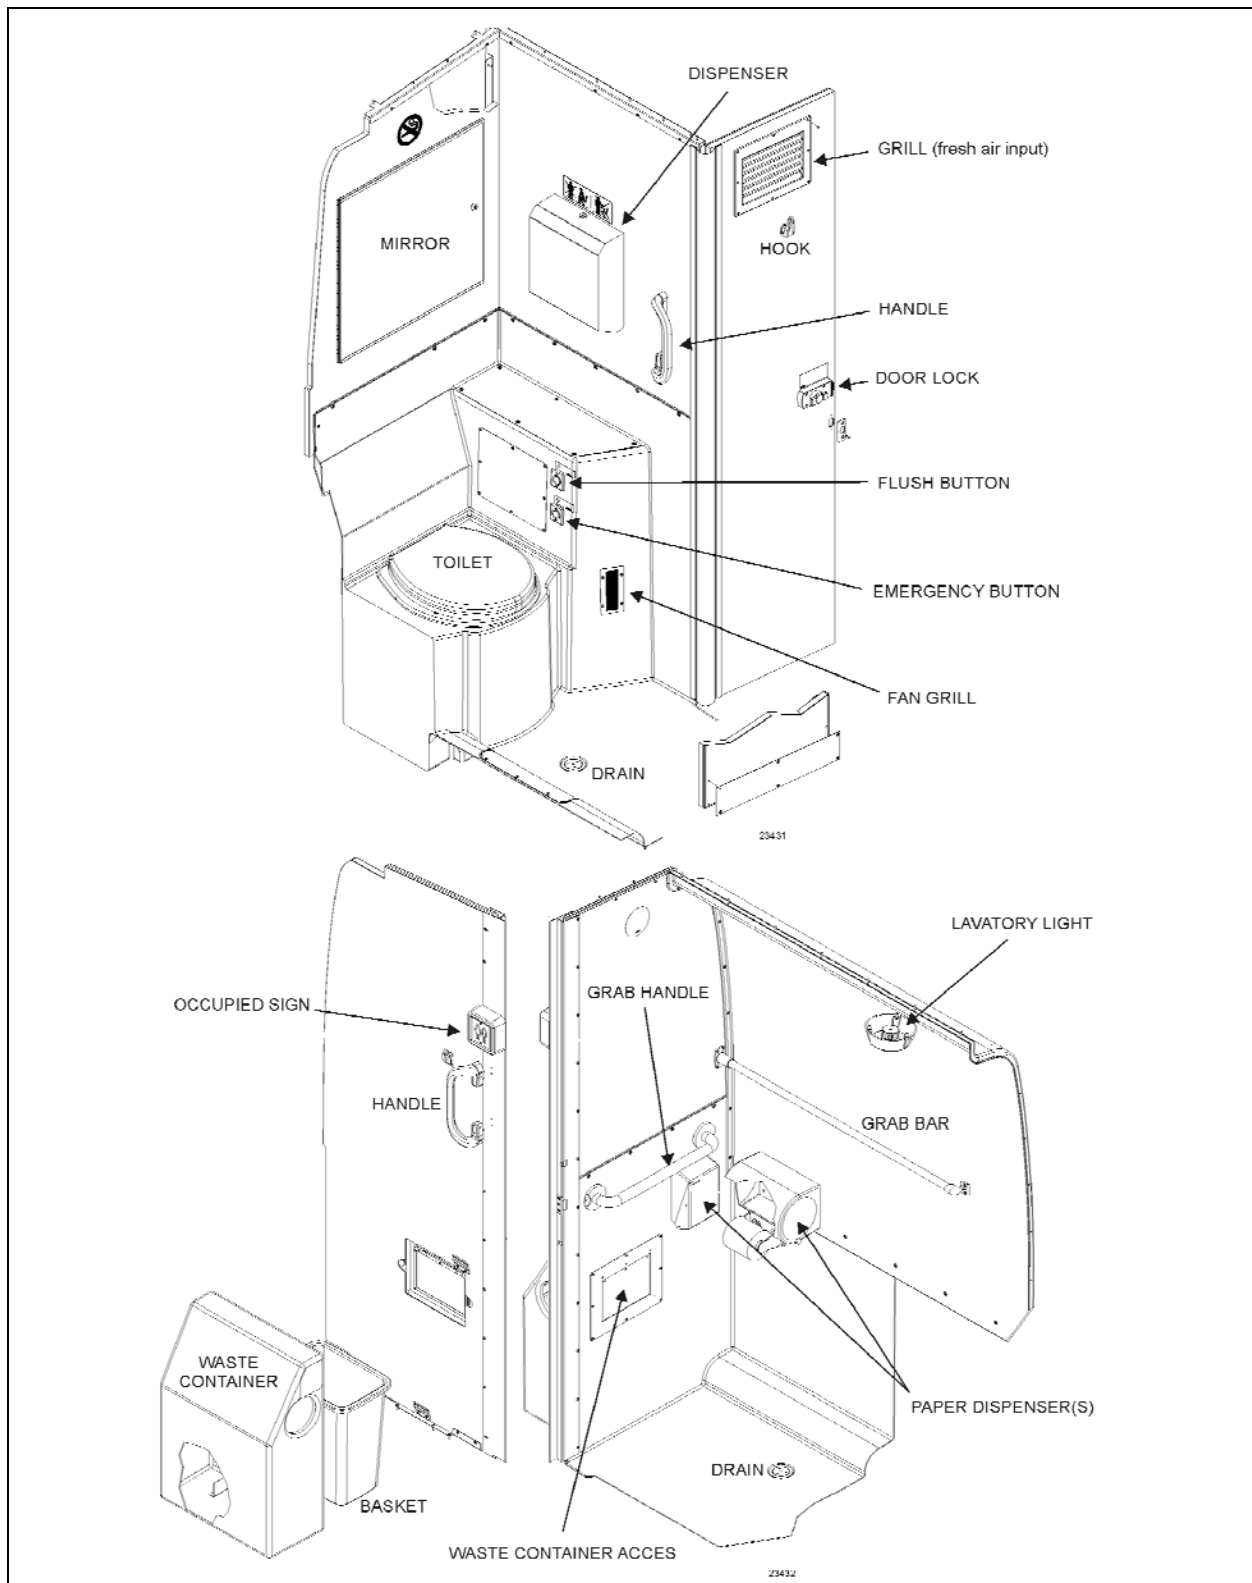 DISPENSER
GRILL (fresh air input)
MIRROR
HOOK
HANDLE
DOOR LOCK
FLUSH BUTTON
TOILET
EMERGENCY BUTTON
FAN GRILL
DRAIN
23431
LAVATORY LIGHT
GRAB HANDLE
OCCUPIED SIGN
HANDLE
GRAB BAR
WASTE
CONTAINER
PAPER DISPENSER(S)
DRAIN
BASKET
WASTE CONTAINER ACCES
23432